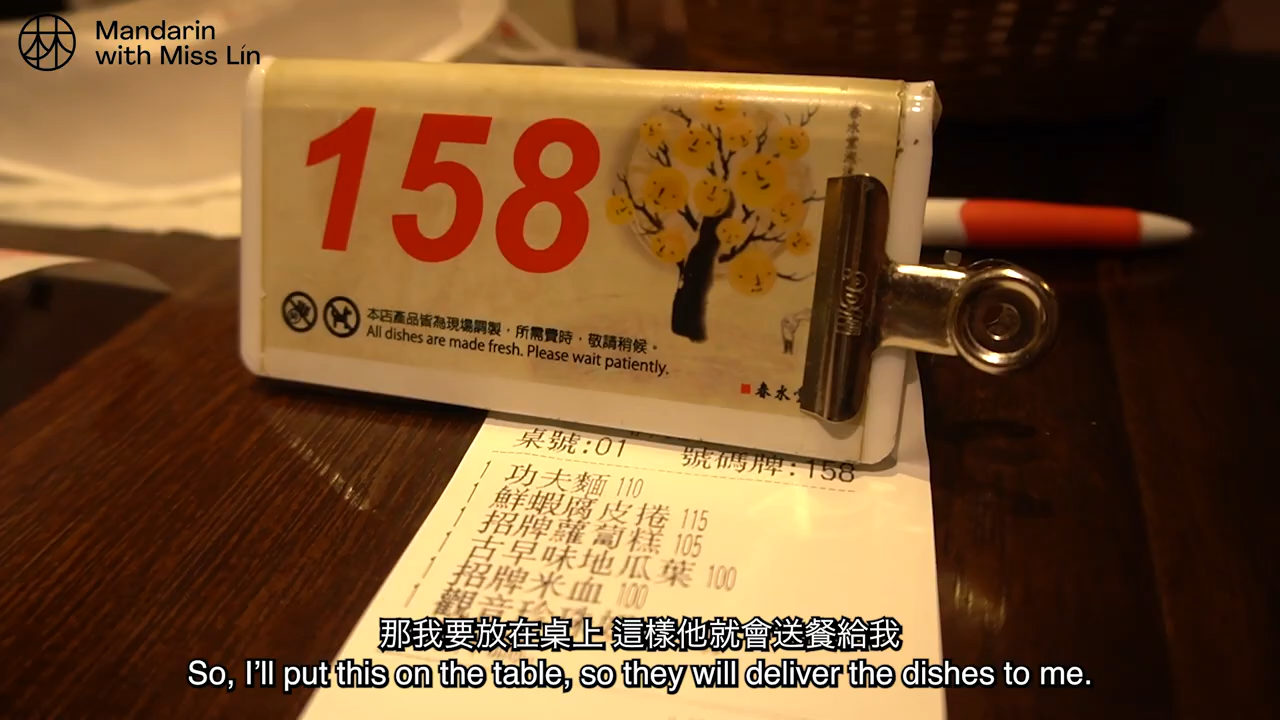 Mandarin
with Miss Lín
158
本店產品皆為現場調製,所需費時,敬請稍候。
All dishes are made fresh. Please wait patiently.
春水
桌號:01 號碼牌:158
1 功夫麵 110
1 鮮蝦腐皮捲 115
1 招牌蘿蔔糕 105
1 古早味地瓜葉 100
1 招牌米血 100
1 觀音珍珠
那我要放在桌上 這樣他就會送餐給我
So, I'll put this on the table, so they will deliver the dishes to me.